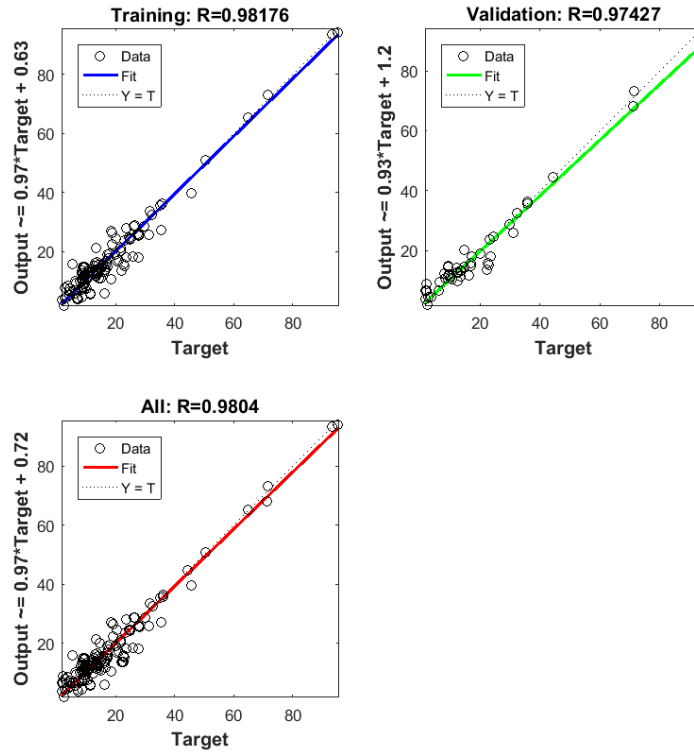 Training: R=0.98176
Output ~= 0.97*Target + 0.63
80
60
40
20
Data
Fit
Y = T
20 40 60 80
Target
Validation: R=0.97427
Output ~= 0.93*Target + 1.2
80
60
40
20
Data
Fit
Y = T
20 40 60 80
Target
All: R=0.9804
Output ~= 0.97*Target + 0.72
80
60
40
20
Data
Fit
Y = T
20 40 60 80
Target